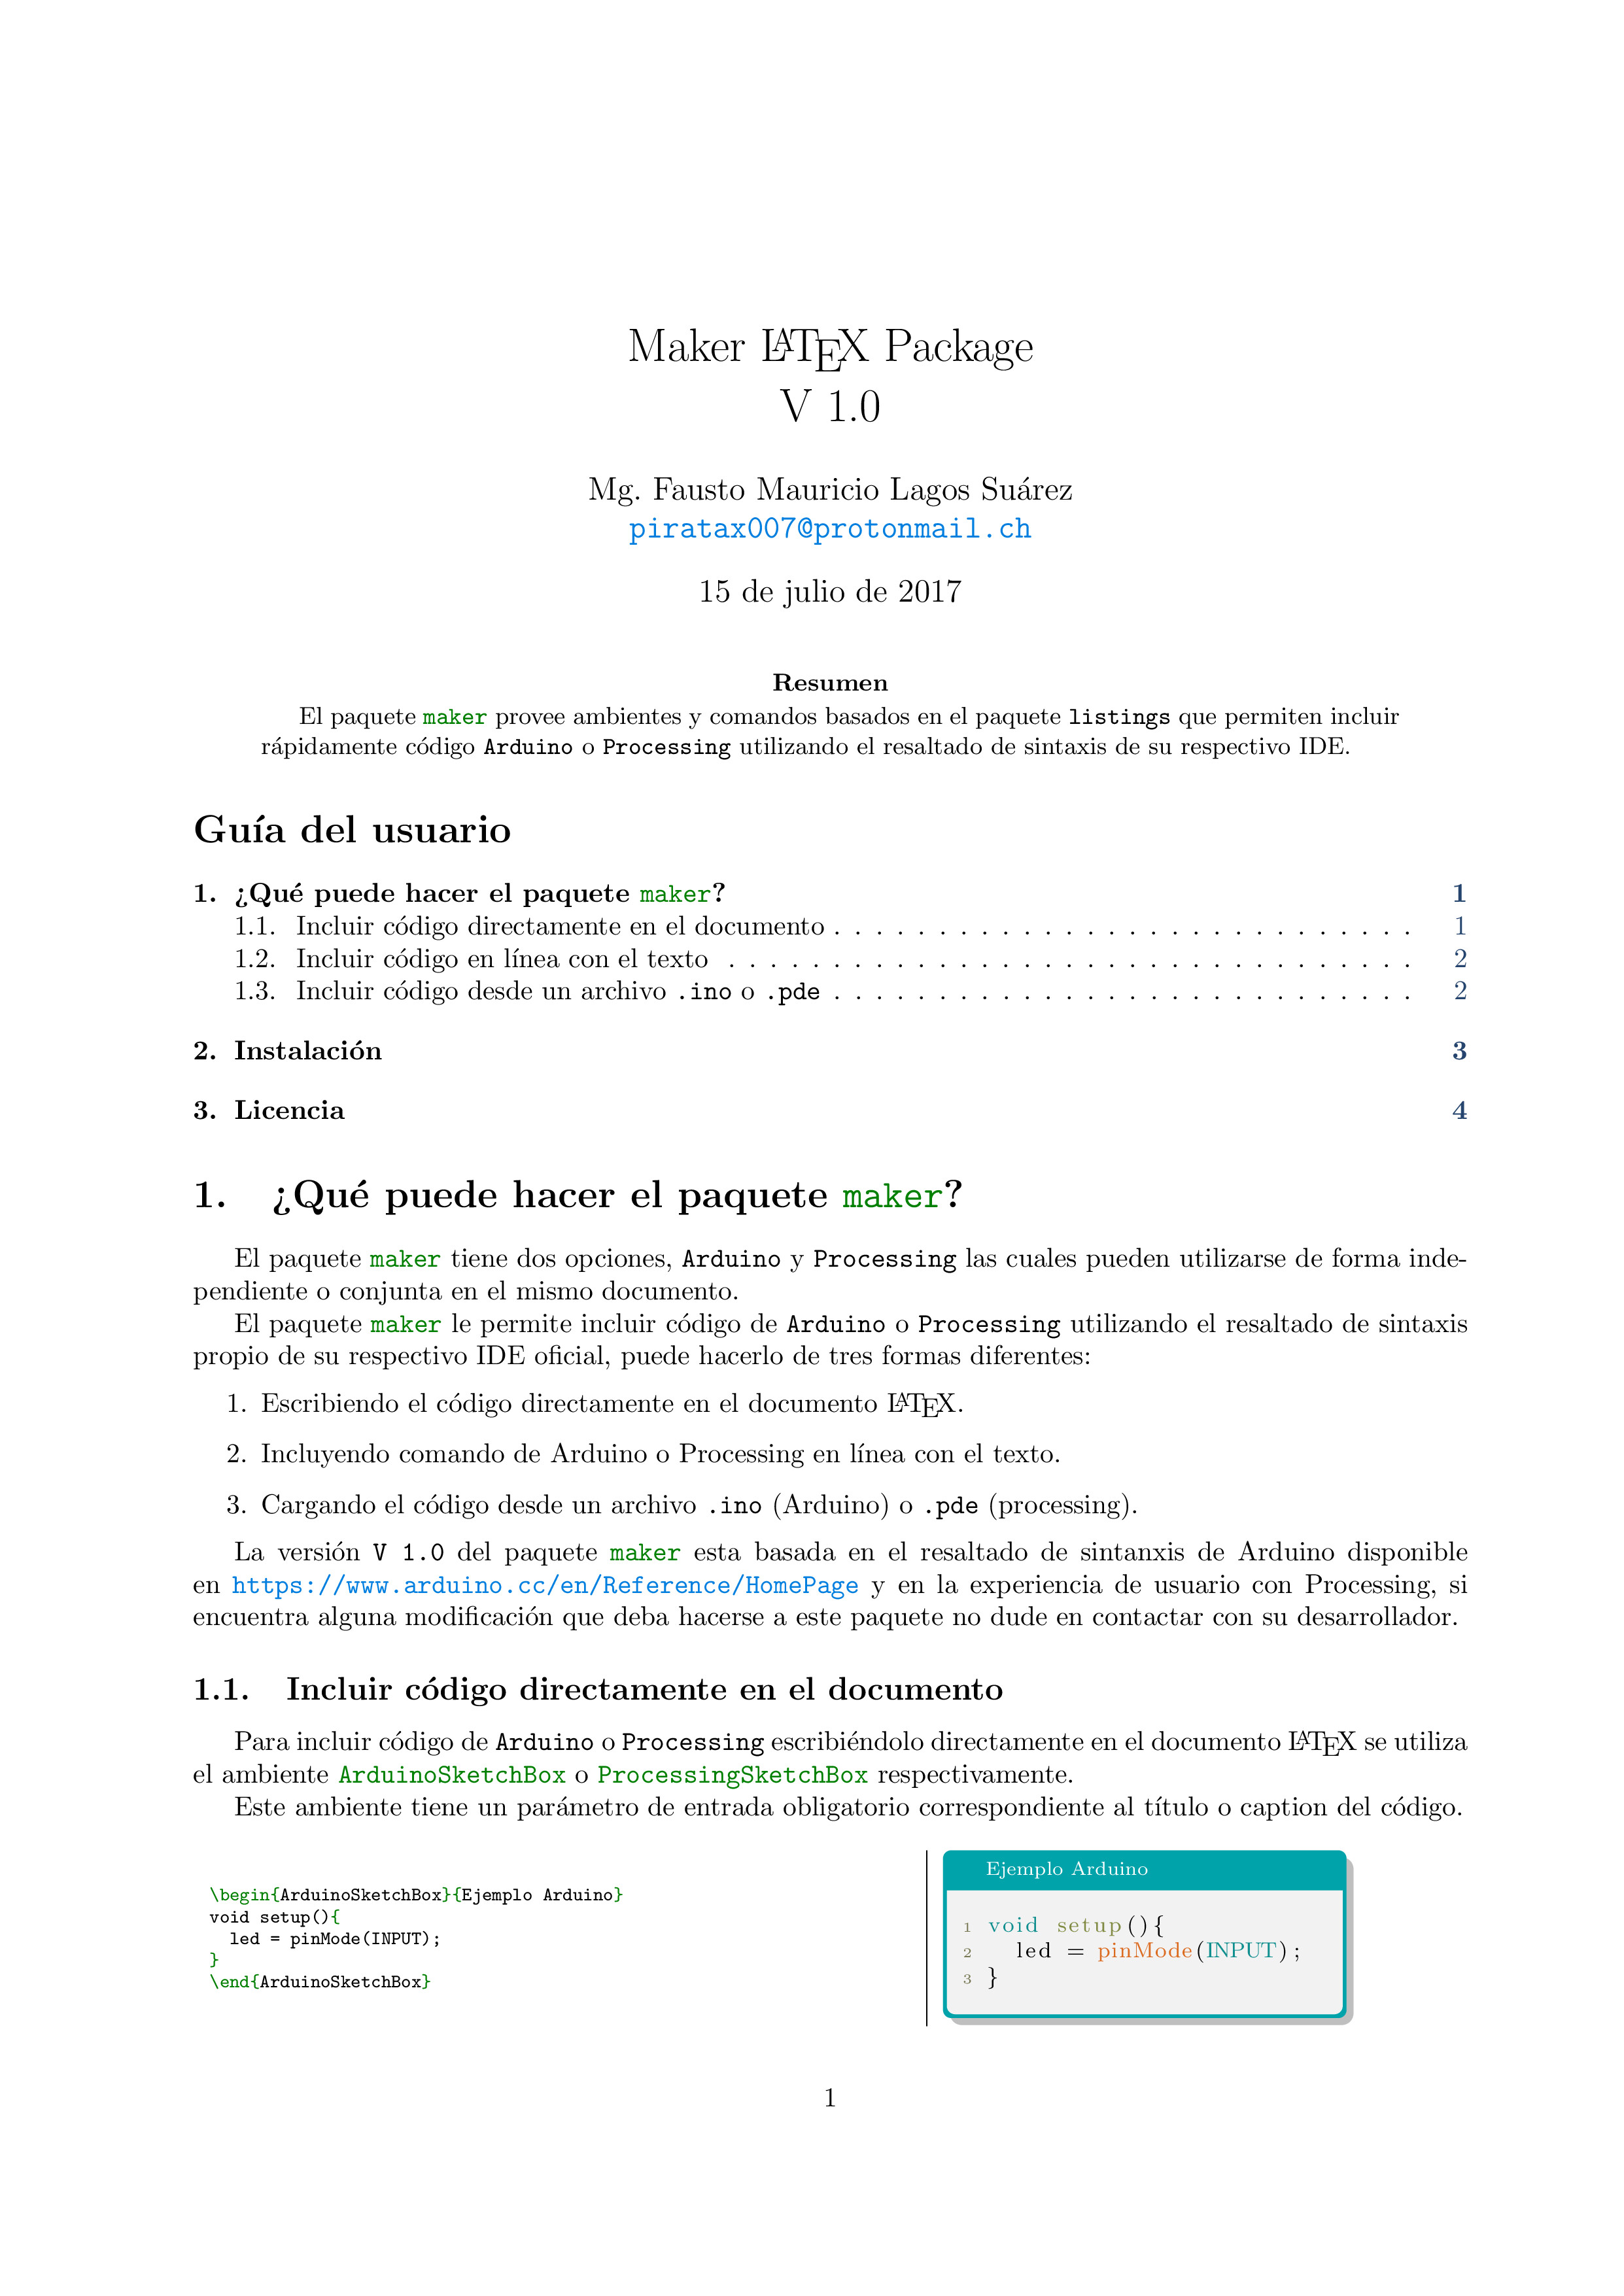 Maker LATEX Package
V 1.0
Mg. Fausto Mauricio Lagos Suárez
piratax007@protonmail.ch
15 de julio de 2017
Resumen
El paquete maker provee ambientes y comandos basados en el paquete listings que permiten incluir
rápidamente código Arduino o Processing utilizando el resaltado de sintaxis de su respectivo IDE.
Guía del usuario
1. ¿Qué puede hacer el paquete maker? 1
1.1. Incluir código directamente en el documento . . . . . . . . . . . . . . . . . . . . . . . . . . . . 1
1.2. Incluir código en línea con el texto . . . . . . . . . . . . . . . . . . . . . . . . . . . . . . . . . 2
1.3. Incluir código desde un archivo .ino o .pde . . . . . . . . . . . . . . . . . . . . . . . . . . . . 2
2. Instalación 3
3. Licencia 4
1. ¿Qué puede hacer el paquete maker?
El paquete maker tiene dos opciones, Arduino y Processing las cuales pueden utilizarse de forma inde-
pendiente o conjunta en el mismo documento.
El paquete maker le permite incluir código de Arduino o Processing utilizando el resaltado de sintaxis
propio de su respectivo IDE oficial, puede hacerlo de tres formas diferentes:
1. Escribiendo el código directamente en el documento LATEX.
2. Incluyendo comando de Arduino o Processing en línea con el texto.
3. Cargando el código desde un archivo .ino (Arduino) o .pde (processing).
La versión V 1.0 del paquete maker esta basada en el resaltado de sintanxis de Arduino disponible
en https://www.arduino.cc/en/Reference/HomePage y en la experiencia de usuario con Processing, si
encuentra alguna modificación que deba hacerse a este paquete no dude en contactar con su desarrollador.
1.1. Incluir código directamente en el documento
Para incluir código de Arduino o Processing escribiéndolo directamente en el documento LATEX se utiliza
el ambiente ArduinoSketchBox o ProcessingSketchBox respectivamente.
Este ambiente tiene un parámetro de entrada obligatorio correspondiente al título o caption del código.
\begin{ArduinoSketchBox}{Ejemplo Arduino}
void setup(){
  led = pinMode(INPUT);
}
\end{ArduinoSketchBox}
Ejemplo Arduino
1 void setup(){
2   led = pinMode(INPUT);
3 }
1